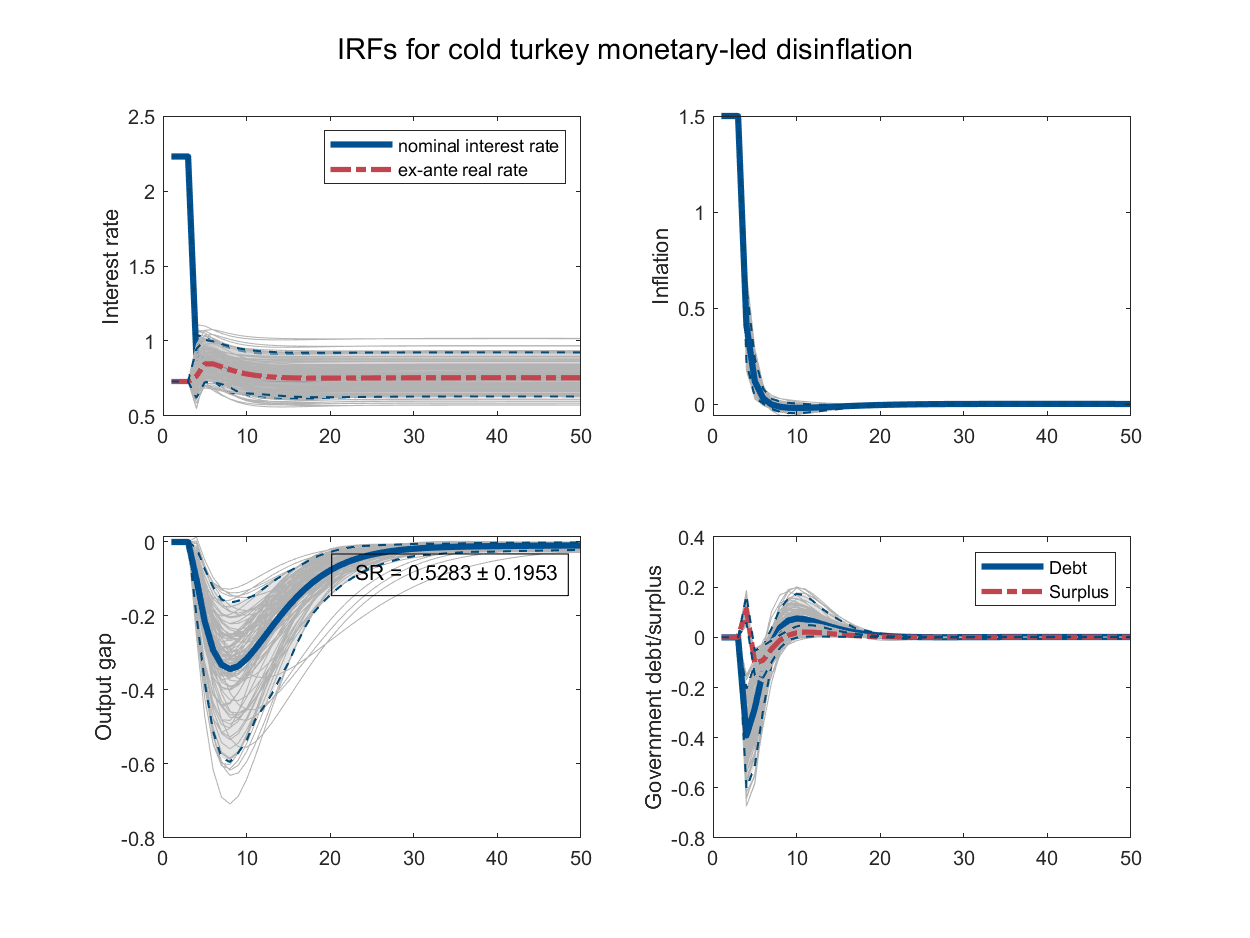 IRFs for cold turkey monetary-led disinflation
2.5
2
1.5
1
0.5
Interest rate
nominal interest rate
ex-ante real rate
0 10 20 30 40 50
1.5
1
0.5
0
Inflation
0 10 20 30 40 50
0
-0.2
-0.4
-0.6
-0.8
Output gap
SR = 0.5283 ± 0.1953
0 10 20 30 40 50
0.4
0.2
0
-0.2
-0.4
-0.6
-0.8
Government debt/surplus
Debt
Surplus
0 10 20 30 40 50